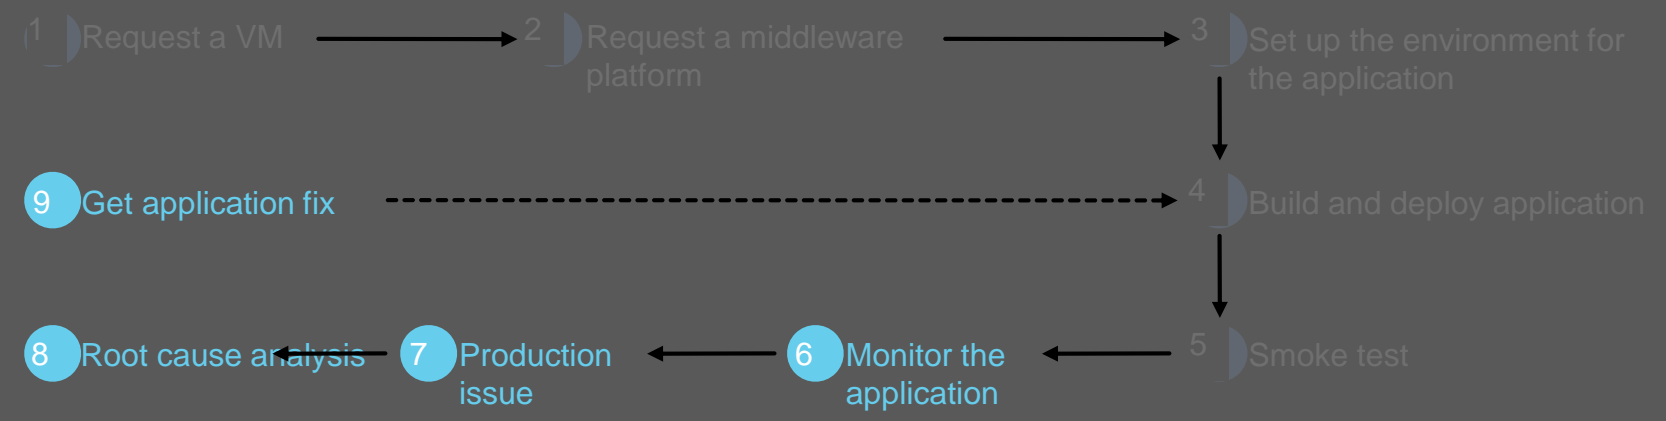 1 Request a VM
2 Request a middleware
platform
3 Set up the environment for
the application
9 Get application fix
4 Build and deploy application
8 Root cause analysis
7 Production
issue
6 Monitor the
application
5 Smoke test